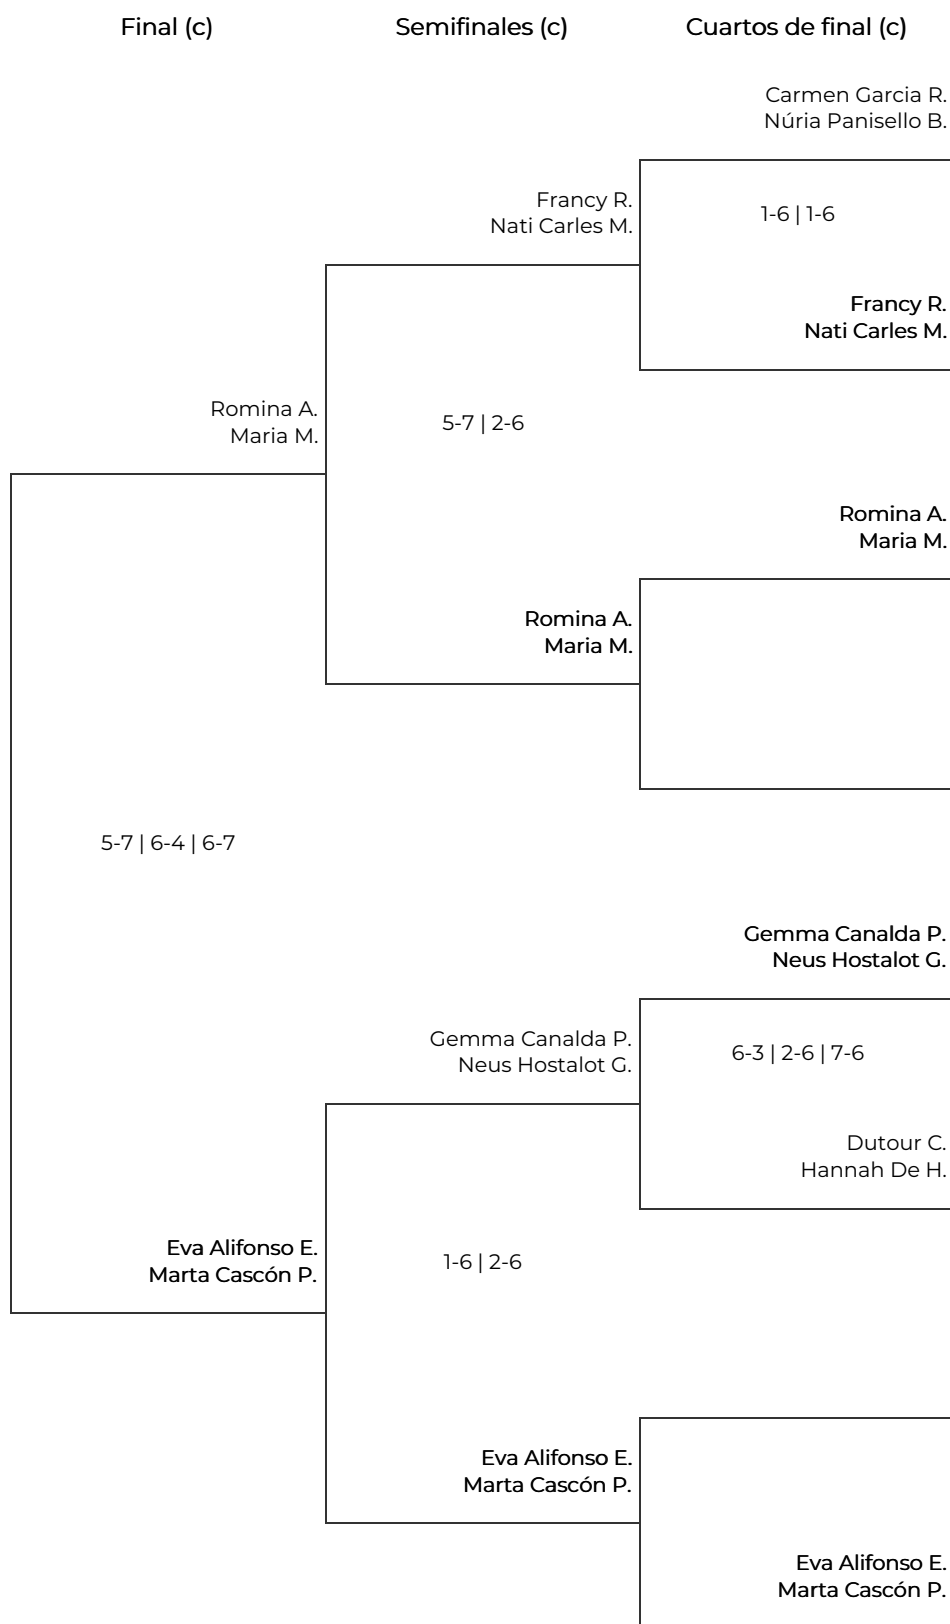 Final (c)
Semifinales (c)
Cuartos de final (c)
Carmen Garcia R.
Núria Panisello B.
Francy R.
Nati Carles M.
1-6 | 1-6
Francy R.
Nati Carles M.
Romina A.
Maria M.
5-7 | 2-6
Romina A.
Maria M.
Romina A.
Maria M.
5-7 | 6-4 | 6-7
Gemma Canalda P.
Neus Hostalot G.
Gemma Canalda P.
Neus Hostalot G.
6-3 | 2-6 | 7-6
Dutour C.
Hannah De H.
Eva Alifonso E.
Marta Cascón P.
1-6 | 2-6
Eva Alifonso E.
Marta Cascón P.
Eva Alifonso E.
Marta Cascón P.